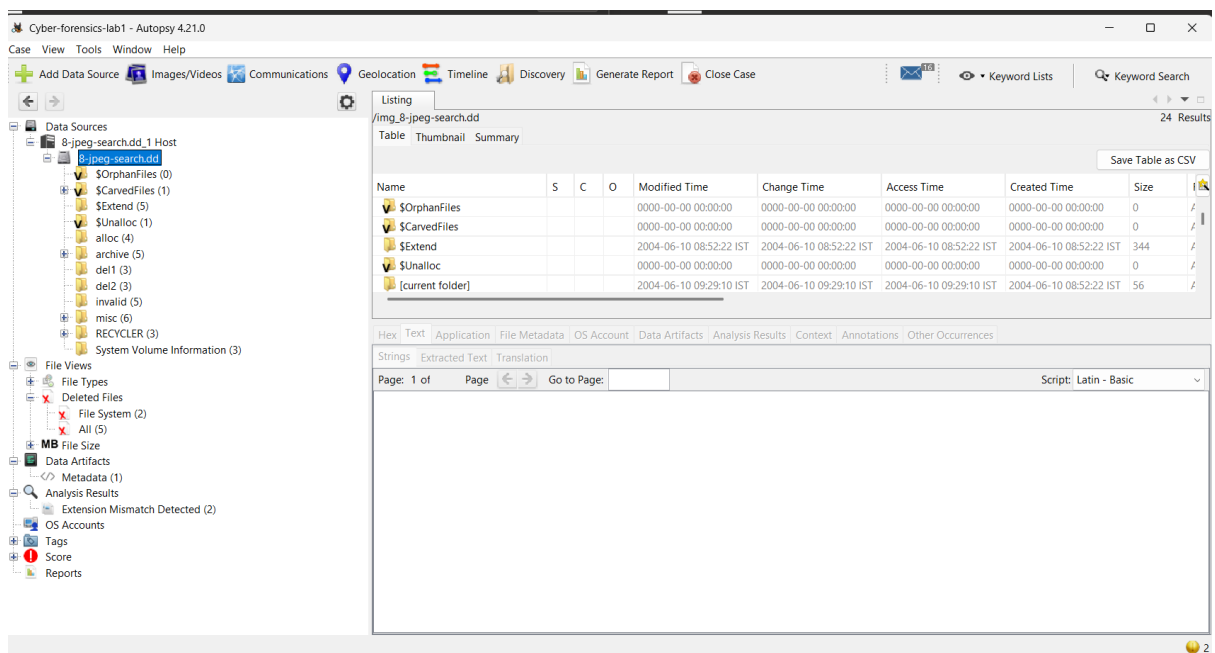 Cyber-forensics-lab1 - Autopsy 4.21.0
Case View Tools Window Help
Add Data Source Images/Videos Communications Geolocation Timeline Discovery Generate Report Close Case 16 Keyword Lists Keyword Search
Listing
/img_8-jpeg-search.dd 24 Results
Table Thumbnail Summary
Save Table as CSV
Name S C O Modified Time Change Time Access Time Created Time Size
$OrphanFiles 0000-00-00 00:00:00 0000-00-00 00:00:00 0000-00-00 00:00:00 0000-00-00 00:00:00 0
$CarvedFiles 0000-00-00 00:00:00 0000-00-00 00:00:00 0000-00-00 00:00:00 0000-00-00 00:00:00 0
$Extend 2004-06-10 08:52:22 IST 2004-06-10 08:52:22 IST 2004-06-10 08:52:22 IST 2004-06-10 08:52:22 IST 344
$Unalloc 0000-00-00 00:00:00 0000-00-00 00:00:00 0000-00-00 00:00:00 0000-00-00 00:00:00 0
[current folder] 2004-06-10 09:29:10 IST 2004-06-10 09:29:10 IST 2004-06-10 09:29:10 IST 2004-06-10 08:52:22 IST 56
Data Sources
8-jpeg-search.dd_1 Host
8-jpeg-search.dd
$OrphanFiles (0)
$CarvedFiles (1)
$Extend (5)
$Unalloc (1)
alloc (4)
archive (5)
del1 (3)
del2 (3)
invalid (5)
misc (6)
RECYCLER (3)
System Volume Information (3)
File Views
File Types
Deleted Files
File System (2)
All (5)
MB File Size
Data Artifacts
Metadata (1)
Analysis Results
Extension Mismatch Detected (2)
OS Accounts
Tags
Score
Reports
Hex Text Application File Metadata OS Account Data Artifacts Analysis Results Context Annotations Other Occurrences
Strings Extracted Text Translation
Page: 1 of Page Go to Page: Script: Latin - Basic
2